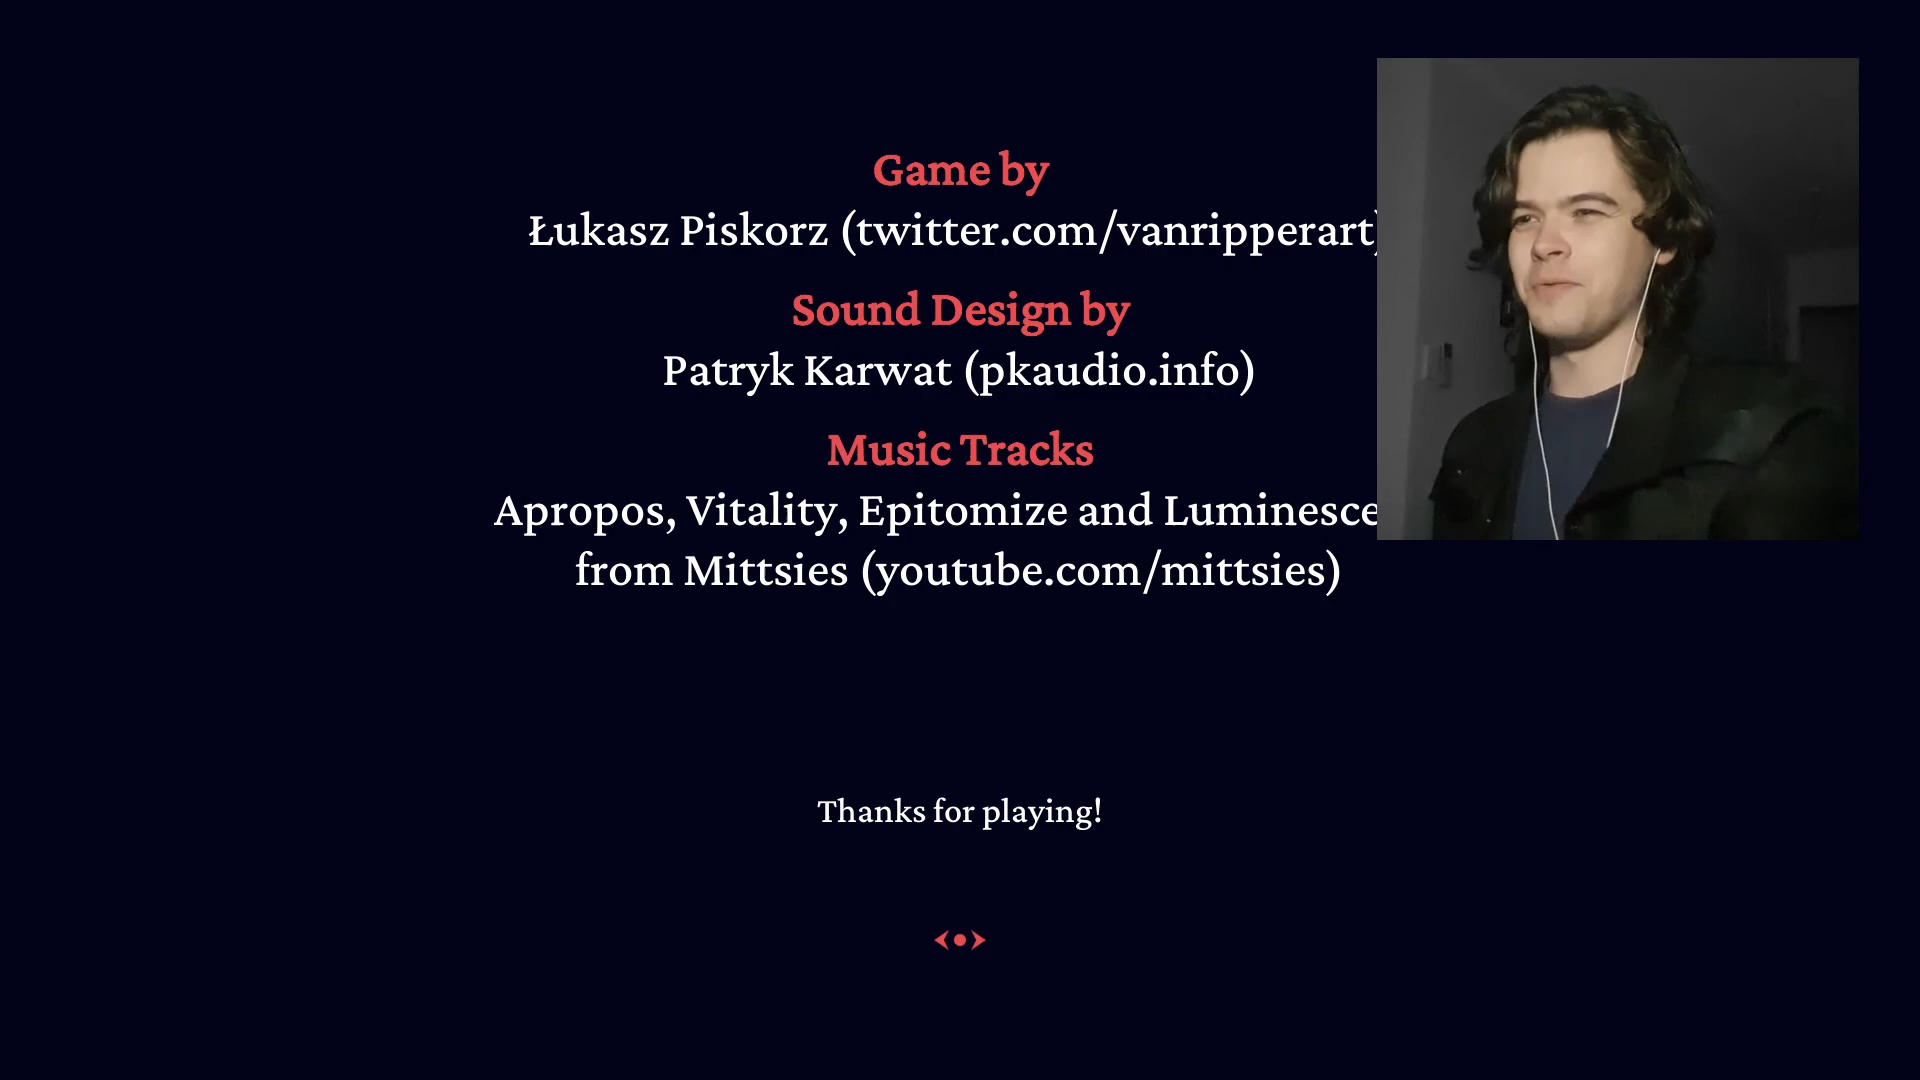 Game by
Łukasz Piskorz (twitter.com/vanripperart)
Sound Design by
Patryk Karwat (pkaudio.info)
Music Tracks
Apropos, Vitality, Epitomize and Luminesce
from Mittsies (youtube.com/mittsies)
Thanks for playing!